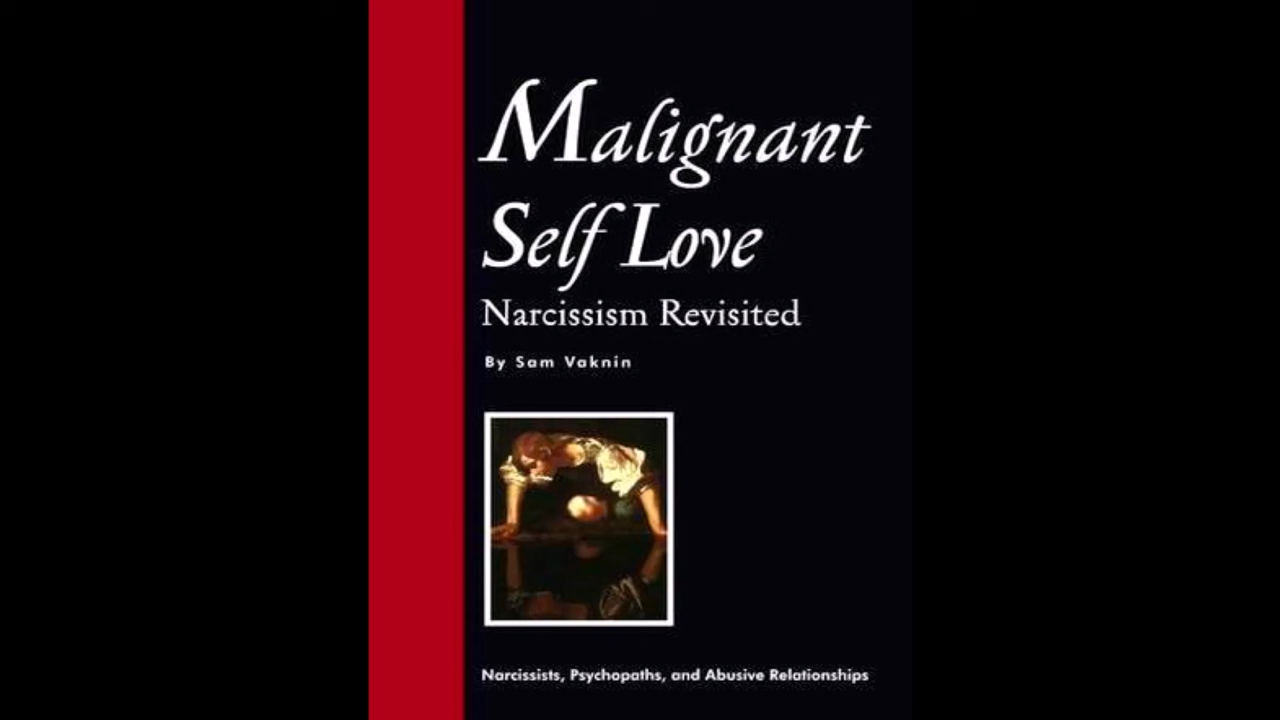 Malignant
Self Love
Narcissism Revisited
By Sam Vaknin
Narcissists, Psychopaths, and Abusive Relationships